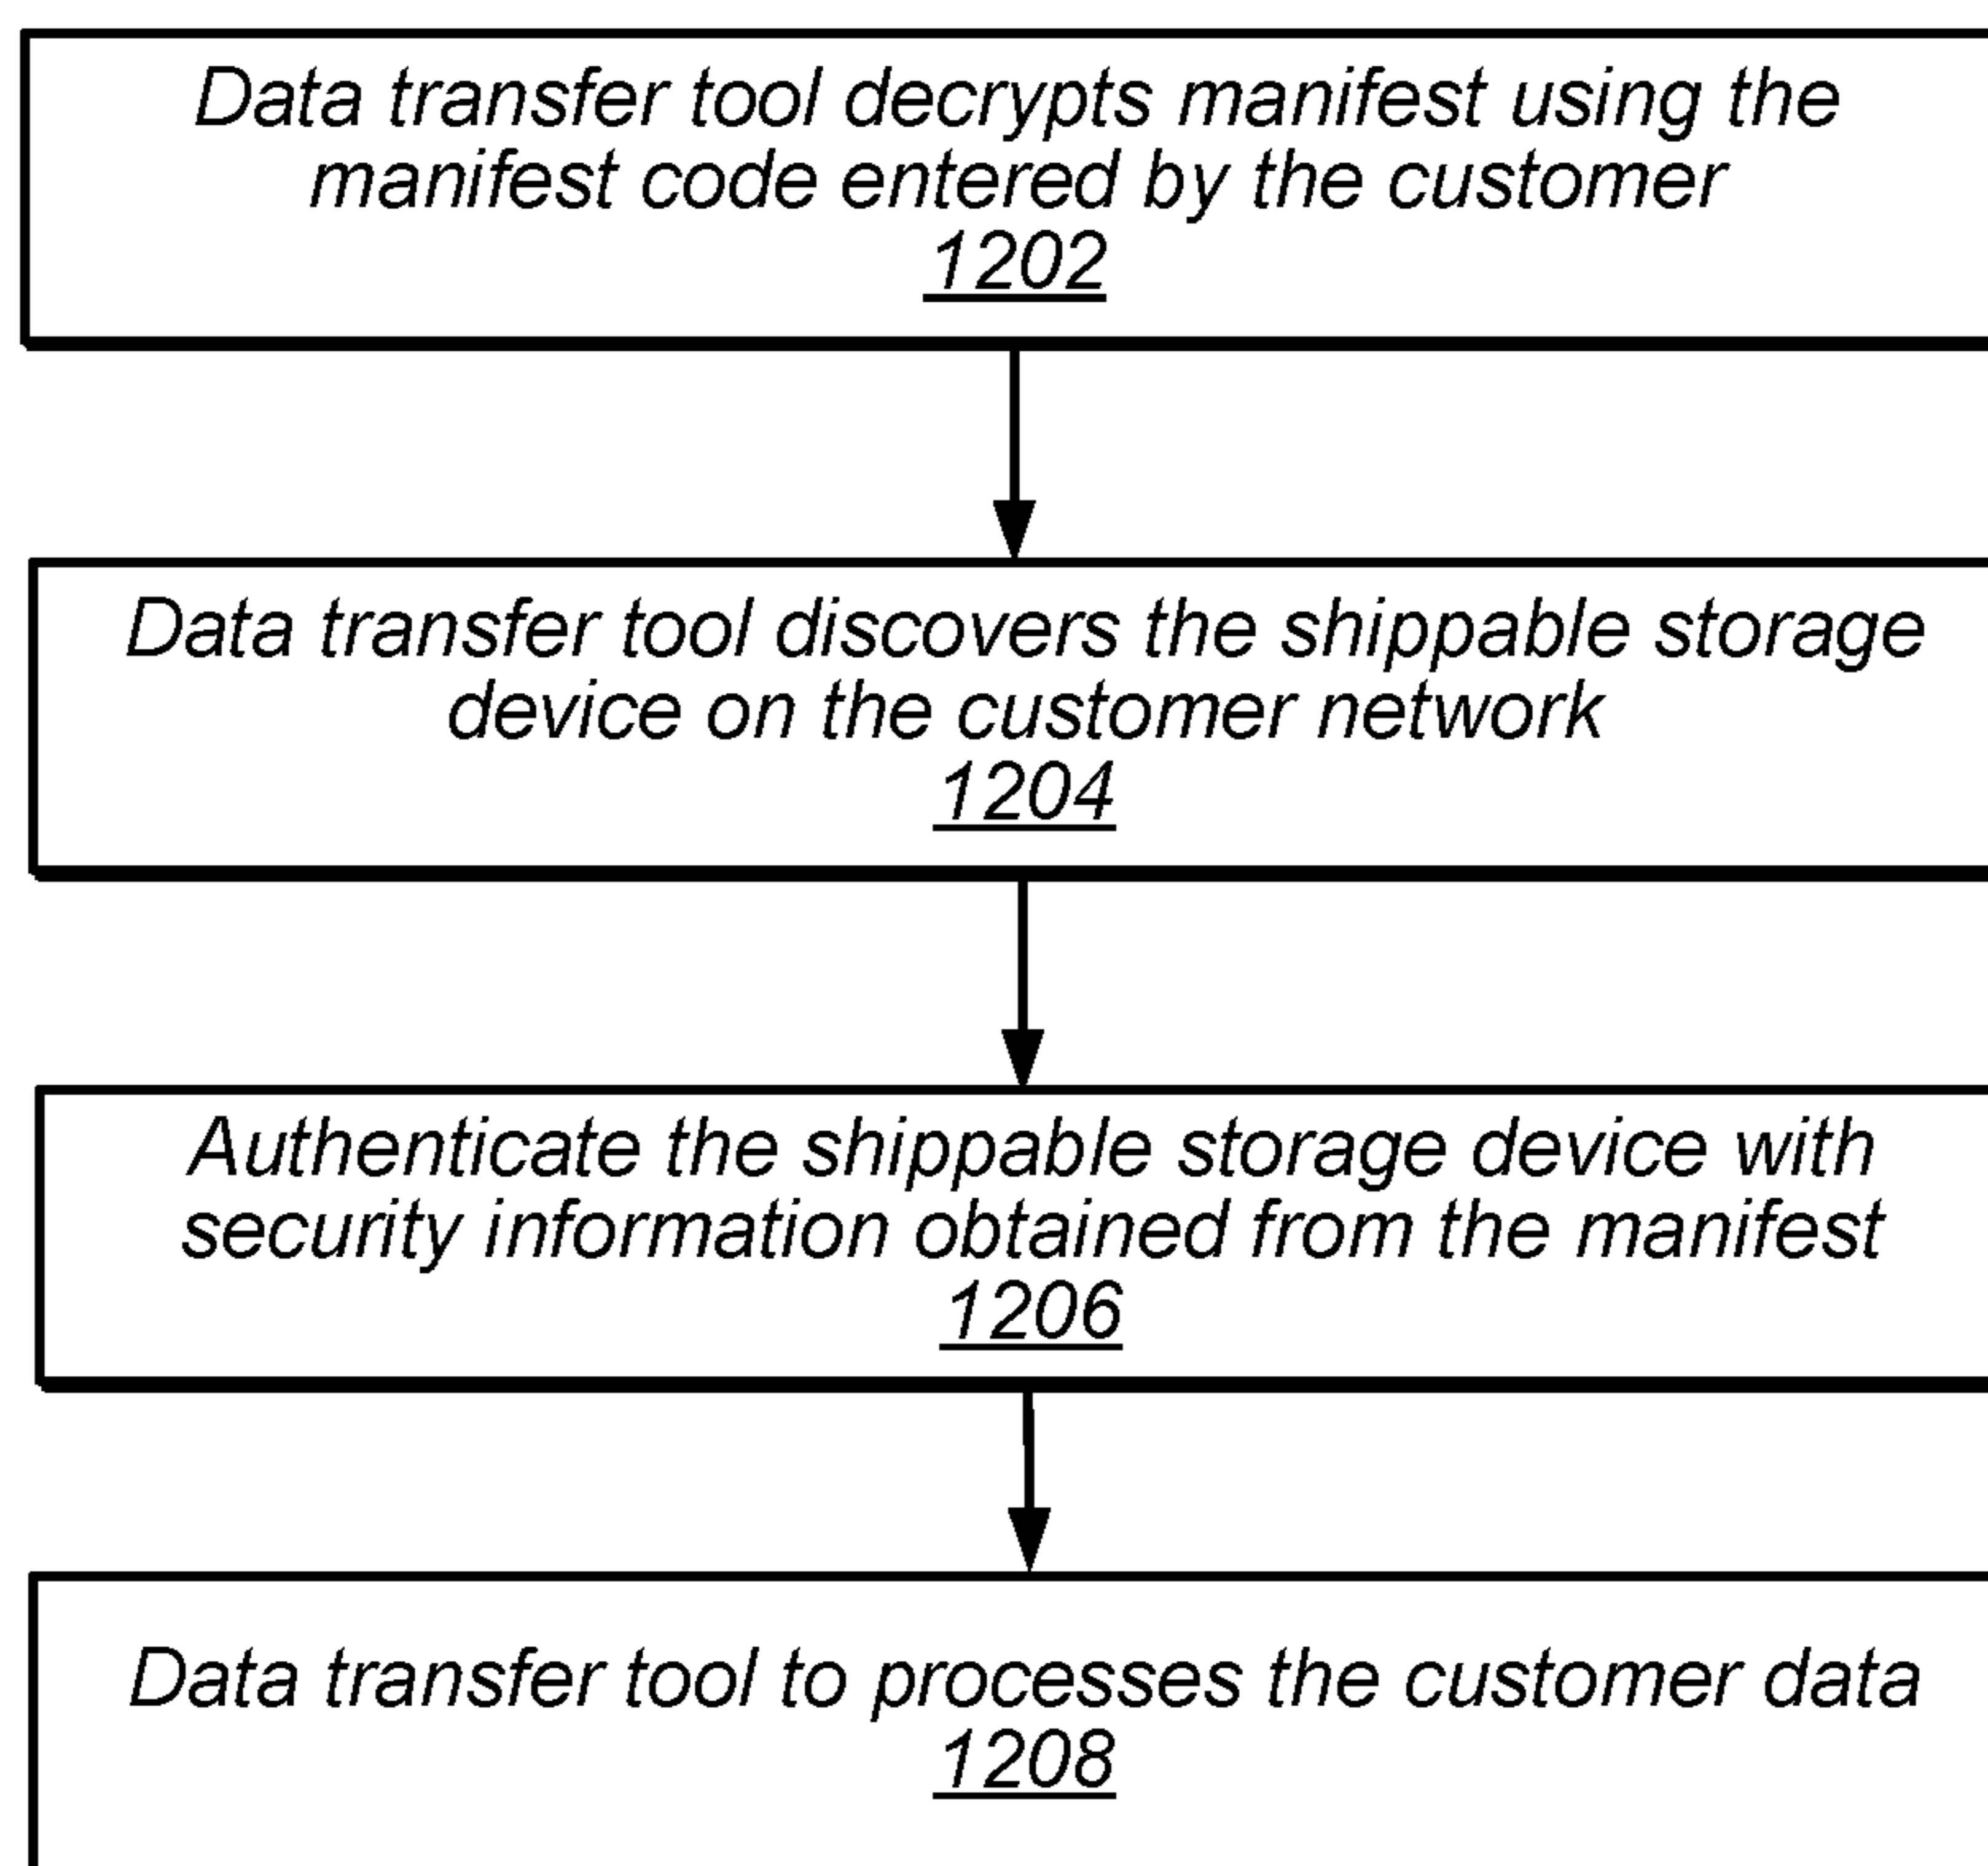 Data transfer tool decrypts manifest using the
manifest code entered by the customer
1202
Data transfer tool discovers the shippable storage
device on the customer network
1204
Authenticate the shippable storage device with
security information obtained from the manifest
1206
Data transfer tool to processes the customer data
1208